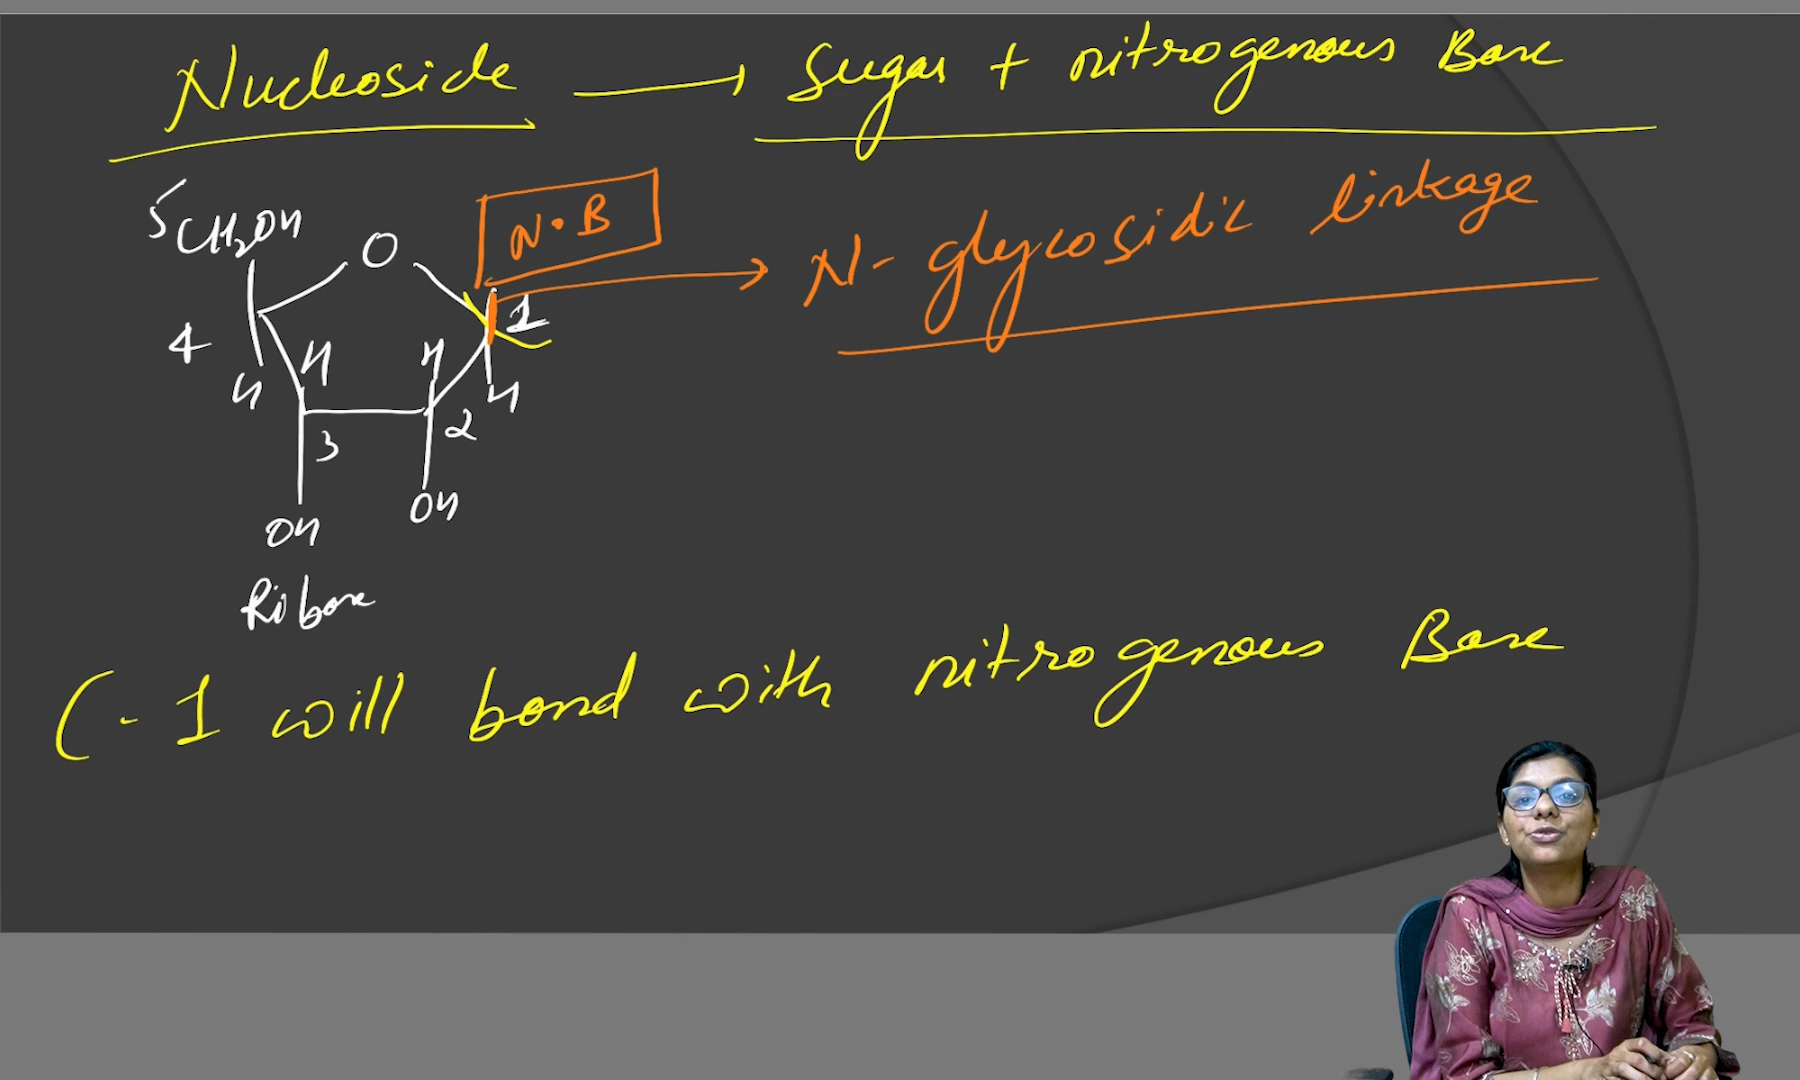 Nucleoside → Sugar + nitrogenous Base
5 CH₂OH
O
N.B
→ N-glycosidic linkage
1
4
H
H
H
H
3
2
OH
OH
Ribose
C-1 will bond with nitrogenous Base